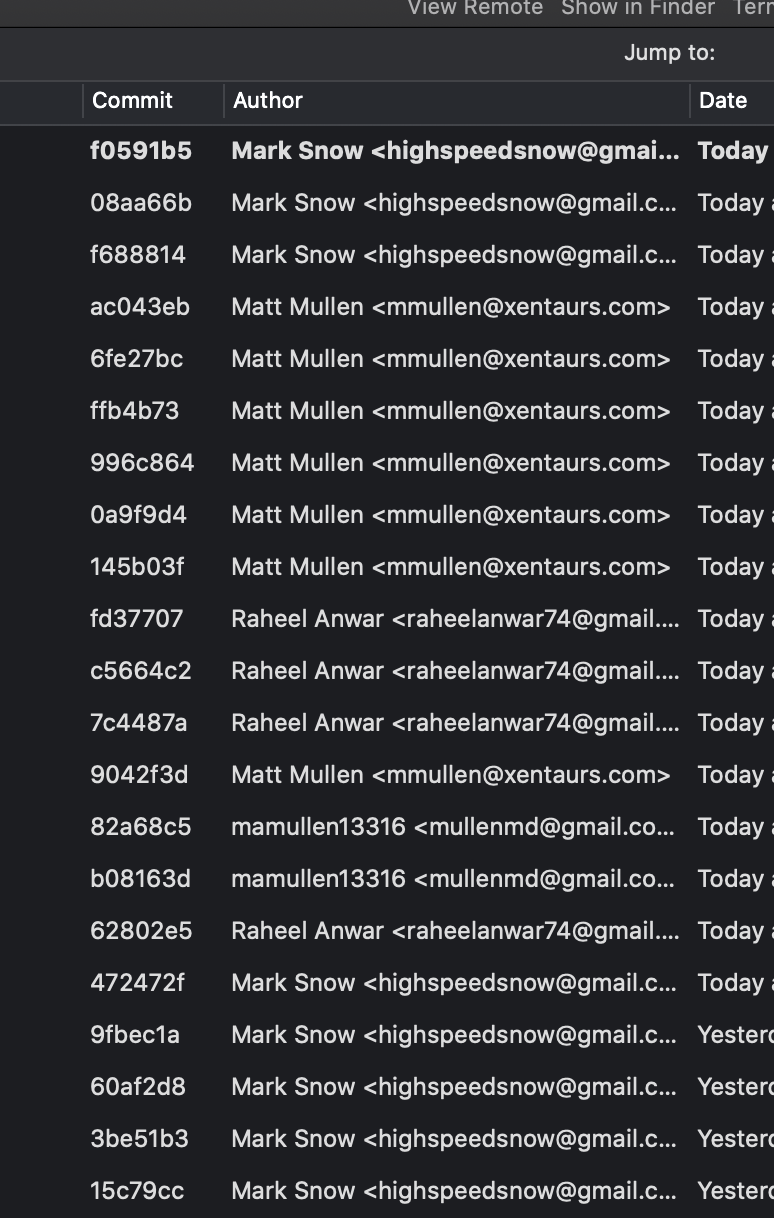 View Remote Show in Finder
Jump to:
Commit Author Date
f0591b5 Mark Snow <highspeedsnow@gmai... Today
08aa66b Mark Snow <highspeedsnow@gmail.c... Today
f688814 Mark Snow <highspeedsnow@gmail.c... Today
ac043eb Matt Mullen <mmullen@xentaurs.com> Today
6fe27bc Matt Mullen <mmullen@xentaurs.com> Today
ffb4b73 Matt Mullen <mmullen@xentaurs.com> Today
996c864 Matt Mullen <mmullen@xentaurs.com> Today
0a9f9d4 Matt Mullen <mmullen@xentaurs.com> Today
145b03f Matt Mullen <mmullen@xentaurs.com> Today
fd37707 Raheel Anwar <raheelanwar74@gmail.... Today
c5664c2 Raheel Anwar <raheelanwar74@gmail.... Today
7c4487a Raheel Anwar <raheelanwar74@gmail.... Today
9042f3d Matt Mullen <mmullen@xentaurs.com> Today
82a68c5 mamullen13316 <mullenmd@gmail.co... Today
b08163d mamullen13316 <mullenmd@gmail.co... Today
62802e5 Raheel Anwar <raheelanwar74@gmail.... Today
472472f Mark Snow <highspeedsnow@gmail.c... Today
9fbec1a Mark Snow <highspeedsnow@gmail.c...
60af2d8 Mark Snow <highspeedsnow@gmail.c...
3be51b3 Mark Snow <highspeedsnow@gmail.c...
15c79cc Mark Snow <highspeedsnow@gmail.c...